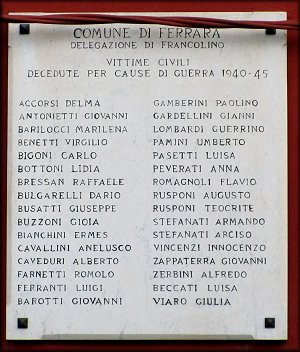 COMUNE DI FERRARA
DELEGAZIONE DI FRANCOLINO
VITTIME CIVILI
DECEDUTE PER CAUSE DI GUERRA 1940-45
ACCORSI DELMA
ANTONIETTI GIOVANNI
BARILOCCI MARILENA
BENETTI VIRGILIO
BIGONI CARLO
BOTTONI LIDIA
BRESSAN RAFFAELE
BULGARELLI DARIO
BUSATTI GIUSEPPE
BUZZONI GIOIA
BIANCHINI ERMES
CAVALLINI ANELUSCO
CAVEDURI ALBERTO
FARNETTI ROMOLO
FERRANTI LUIGI
BAROTTI GIOVANNI
GAMBERINI PAOLINO
GARDELLINI GIANNI
LOMBARDI GUERRINO
PAMINI UMBERTO
PASETTI LUISA
PEVERATI ANNA
ROMAGNOLI FLAVIO
RUSPONI AUGUSTO
RUSPONI TEOCRITE
STEFANATI ARMANDO
STEFANATI ARCISO
VINCENZI INNOCENZO
ZAPPATERRA GIOVANNI
ZERBINI ALFREDO
BECCATI LUISA
VIARO GIULIA